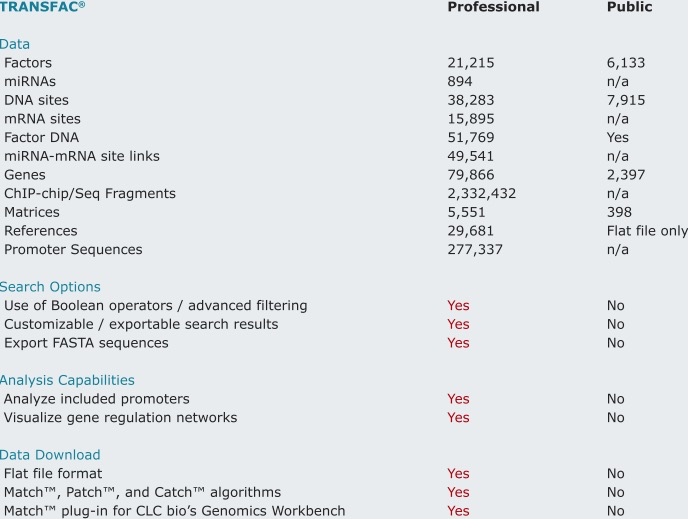 TRANSFAC® Professional Public
Data
Factors 21,215 6,133
miRNAs 894 n/a
DNA sites 38,283 7,915
mRNA sites 15,895 n/a
Factor DNA 51,769 Yes
miRNA-mRNA site links 49,541 n/a
Genes 79,866 2,397
ChIP-chip/Seq Fragments 2,332,432 n/a
Matrices 5,551 398
References 29,681 Flat file only
Promoter Sequences 277,337 n/a
Search Options
Use of Boolean operators / advanced filtering Yes No
Customizable / exportable search results Yes No
Export FASTA sequences Yes No
Analysis Capabilities
Analyze included promoters Yes No
Visualize gene regulation networks Yes No
Data Download
Flat file format Yes No
Match™, Patch™, and Catch™ algorithms Yes No
Match™ plug-in for CLC bio’s Genomics Workbench Yes No